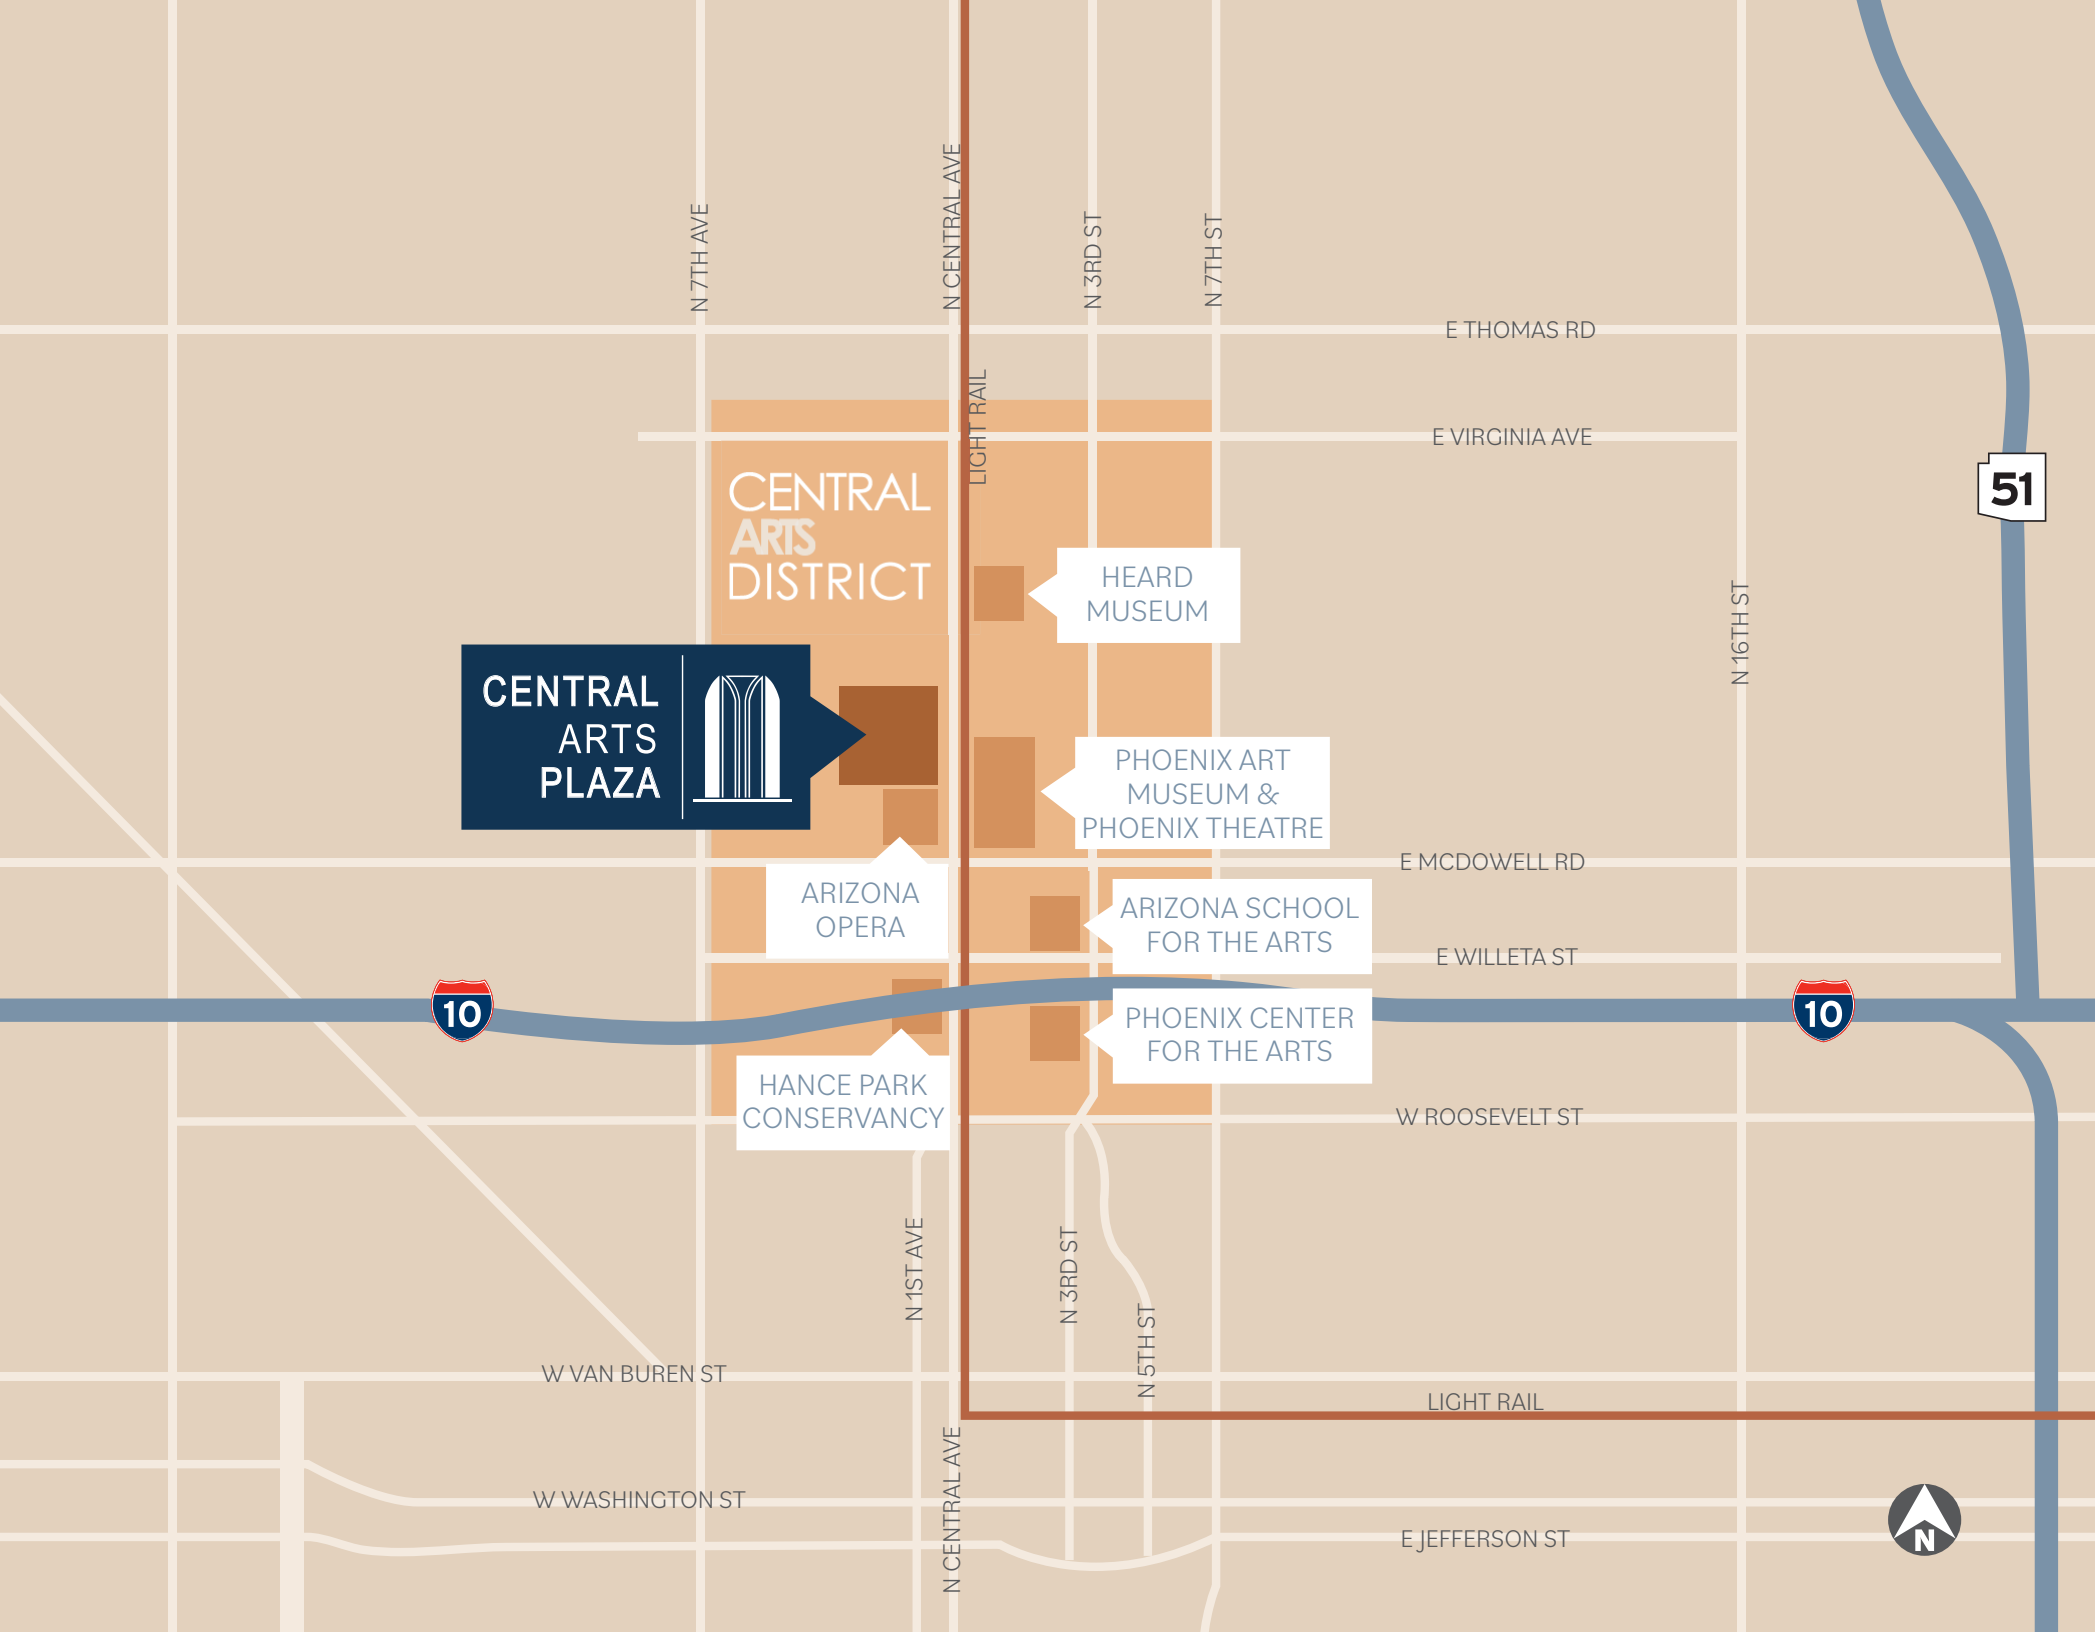 N CENTRAL AVE
N 7TH AVE
N 3RD ST
N 7TH ST
E THOMAS RD
LIGHT RAIL
E VIRGINIA AVE
CENTRAL
ARTS
DISTRICT
51
HEARD
MUSEUM
N 16TH ST
CENTRAL
ARTS
PLAZA
PHOENIX ART
MUSEUM &
PHOENIX THEATRE
E MCDOWELL RD
ARIZONA
OPERA
ARIZONA SCHOOL
FOR THE ARTS
E WILLETA ST
10
10
PHOENIX CENTER
FOR THE ARTS
HANCE PARK
CONSERVANCY
W ROOSEVELT ST
N 1ST AVE
N 3RD ST
N 5TH ST
W VAN BUREN ST
LIGHT RAIL
N CENTRAL AVE
W WASHINGTON ST
E JEFFERSON ST
N